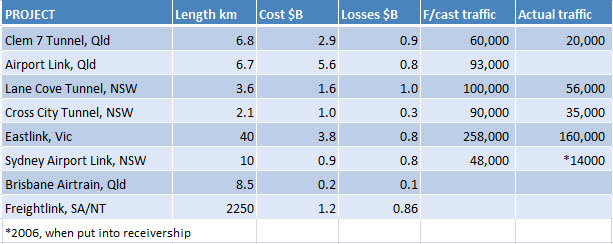 PROJECT Length km Cost $B Losses $B F/cast traffic Actual traffic
Clem 7 Tunnel, Qld 6.8 2.9 0.9 60,000 20,000
Airport Link, Qld 6.7 5.6 0.8 93,000
Lane Cove Tunnel, NSW 3.6 1.6 1.0 100,000 56,000
Cross City Tunnel, NSW 2.1 1.0 0.3 90,000 35,000
Eastlink, Vic 40 3.8 0.8 258,000 160,000
Sydney Airport Link, NSW 10 0.9 0.8 48,000 *14000
Brisbane Airtrain, Qld 8.5 0.2 0.1
Freightlink, SA/NT 2250 1.2 0.86
*2006, when put into receivership